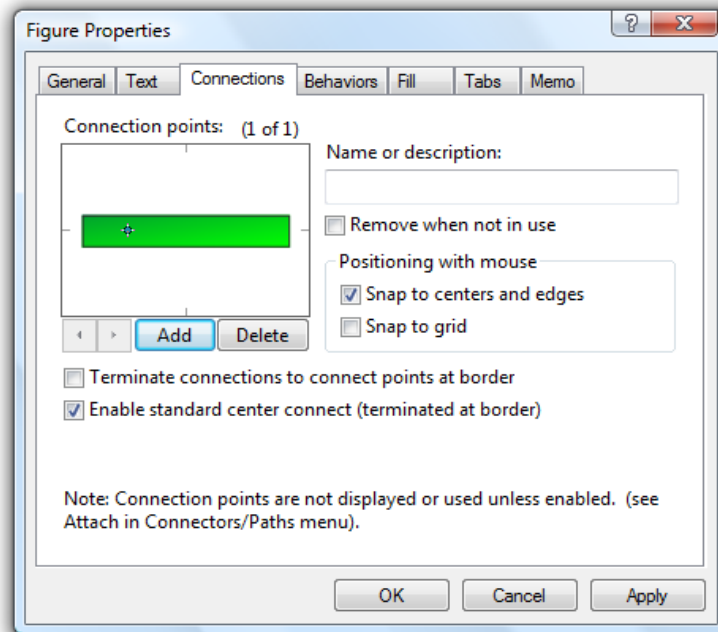 Figure Properties
General Text Connections Behaviors Fill Tabs Memo
Connection points: (1 of 1)
Name or description:
Remove when not in use
Positioning with mouse
Snap to centers and edges
Snap to grid
Add Delete
Terminate connections to connect points at border
Enable standard center connect (terminated at border)
Note: Connection points are not displayed or used unless enabled. (see
Attach in Connectors/Paths menu).
OK Cancel Apply